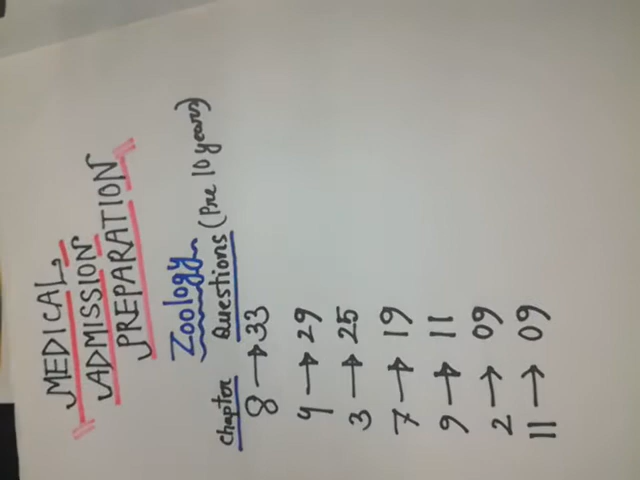 MEDICAL
ADMISSION
PREPARATION
Zoology
Chapter Questions (Pre 10 years)
8 → 33
4 → 29
3 → 25
7 → 19
9 → 11
2 → 09
11 → 09